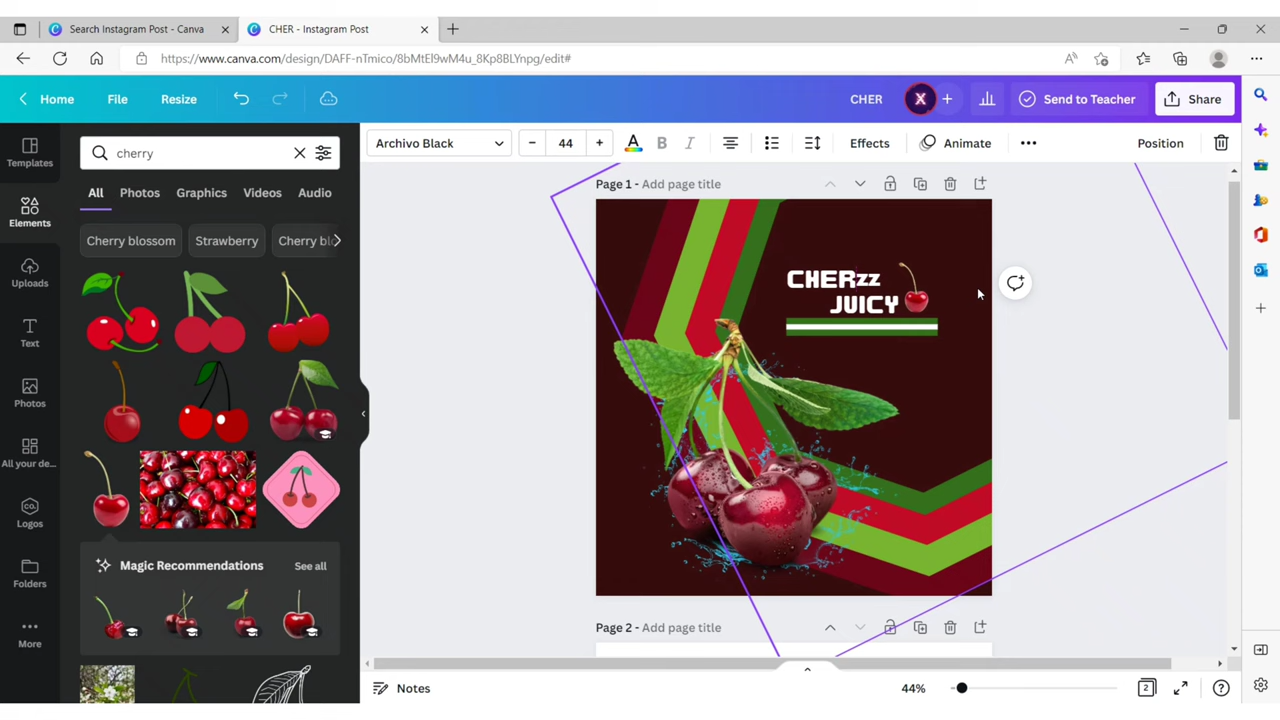 Search Instagram Post - Canva
CHER - Instagram Post
https://www.canva.com/design/DAFF-nTmico/8bMtEl9wM4u_8Kp8BLYnpg/edit#
Home
File
Resize
CHER
X
Send to Teacher
Share
Templates
Elements
Uploads
Text
Photos
All your de...
Logos
Folders
More
cherry
All
Photos
Graphics
Videos
Audio
Cherry blossom
Strawberry
Cherry blo
Magic Recommendations
See all
Archivo Black
44
A
B
I
Effects
Animate
Position
Page 1 - Add page title
CHERzz
JUICY
Page 2 - Add page title
Notes
44%
2